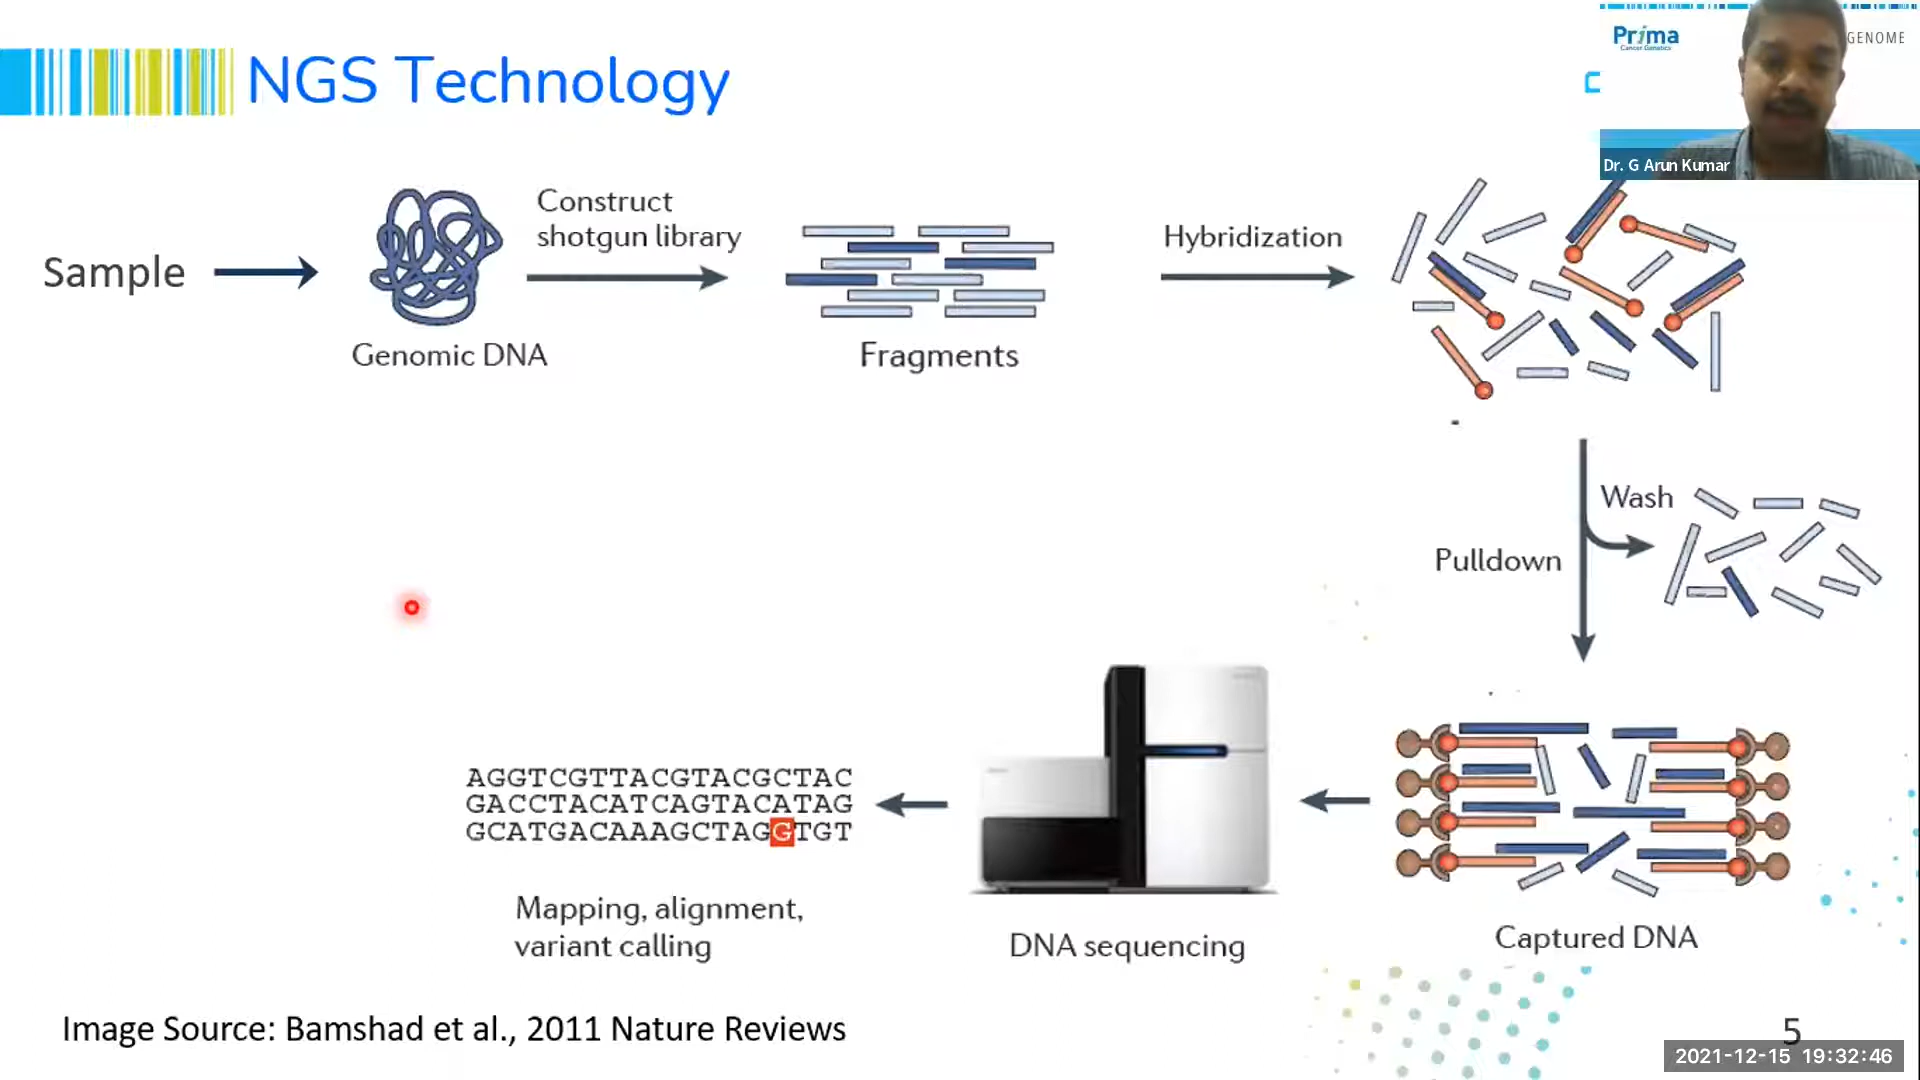 NGS Technology
Prima
Cancer Genetics
GENOME
Dr. G Arun Kumar
Sample
Genomic DNA
Construct
shotgun library
Fragments
Hybridization
Wash
Pulldown
Captured DNA
DNA sequencing
AGGTCGTTACGTACGCTAC
GACCTACATCAGTACATAG
GCATGACAAAGCTAGGTGT
Mapping, alignment,
variant calling
Image Source: Bamshad et al., 2011 Nature Reviews
5
2021-12-15 19:32:46